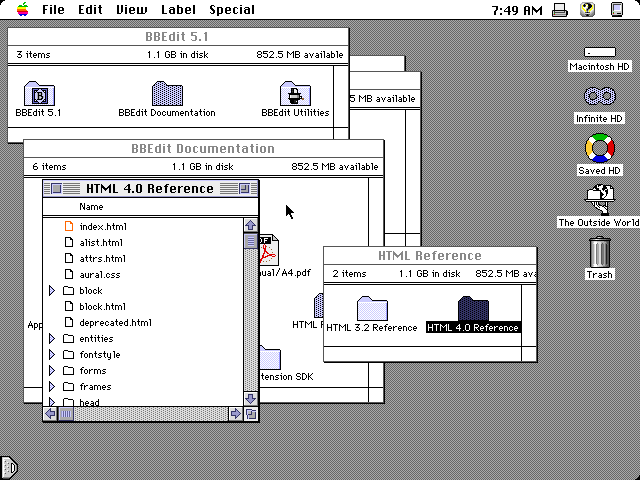 File Edit View Label Special 7:49 AM
BBEdit 5.1
3 items 1.1 GB in disk 852.5 MB available
BBEdit 5.1 BBEdit Documentation BBEdit Utilities
5 MB available
Macintosh HD
Infinite HD
Saved HD
The Outside World
Trash
BBEdit Documentation
6 items 1.1 GB in disk 852.5 MB available
nual/A4.pdf
HTML
tension SDK
App
HTML 4.0 Reference
Name
index.html
alist.html
attrs.html
aural.css
block
block.html
deprecated.html
entities
fontstyle
forms
frames
head
HTML Reference
2 items 1.1 GB in disk 852.5 MB ava
HTML 3.2 Reference HTML 4.0 Reference